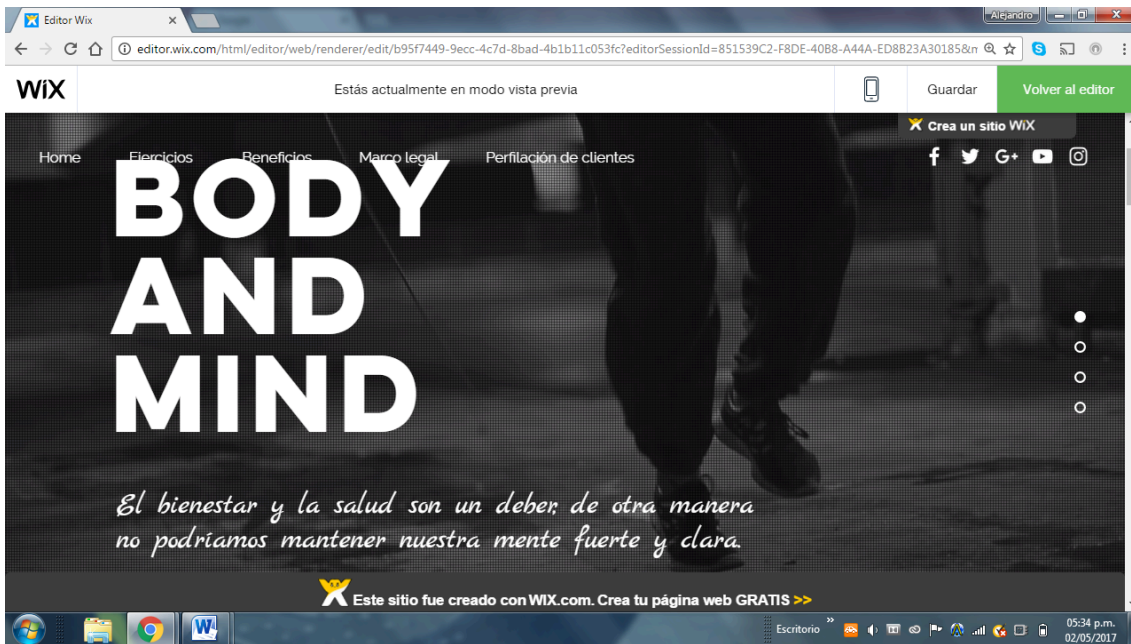 Editor Wix
Alejandro
editor.wix.com/html/editor/web/renderer/edit/b95f7449-9ecc-4c7d-8bad-4b1b11c053fc?editorSessionId=851539C2-F8DE-40B8-A44A-ED8B23A30185&n
WiX
Estás actualmente en modo vista previa
Guardar
Volver al editor
Crea un sitio WiX
Home Ejercicios Beneficios Marco legal Perfilación de clientes
BODY
AND
MIND
El bienestar y la salud son un deber, de otra manera
no podríamos mantener nuestra mente fuerte y clara.
Este sitio fue creado con WIX.com. Crea tu página web GRATIS >>
Escritorio
05:34 p.m.
02/05/2017